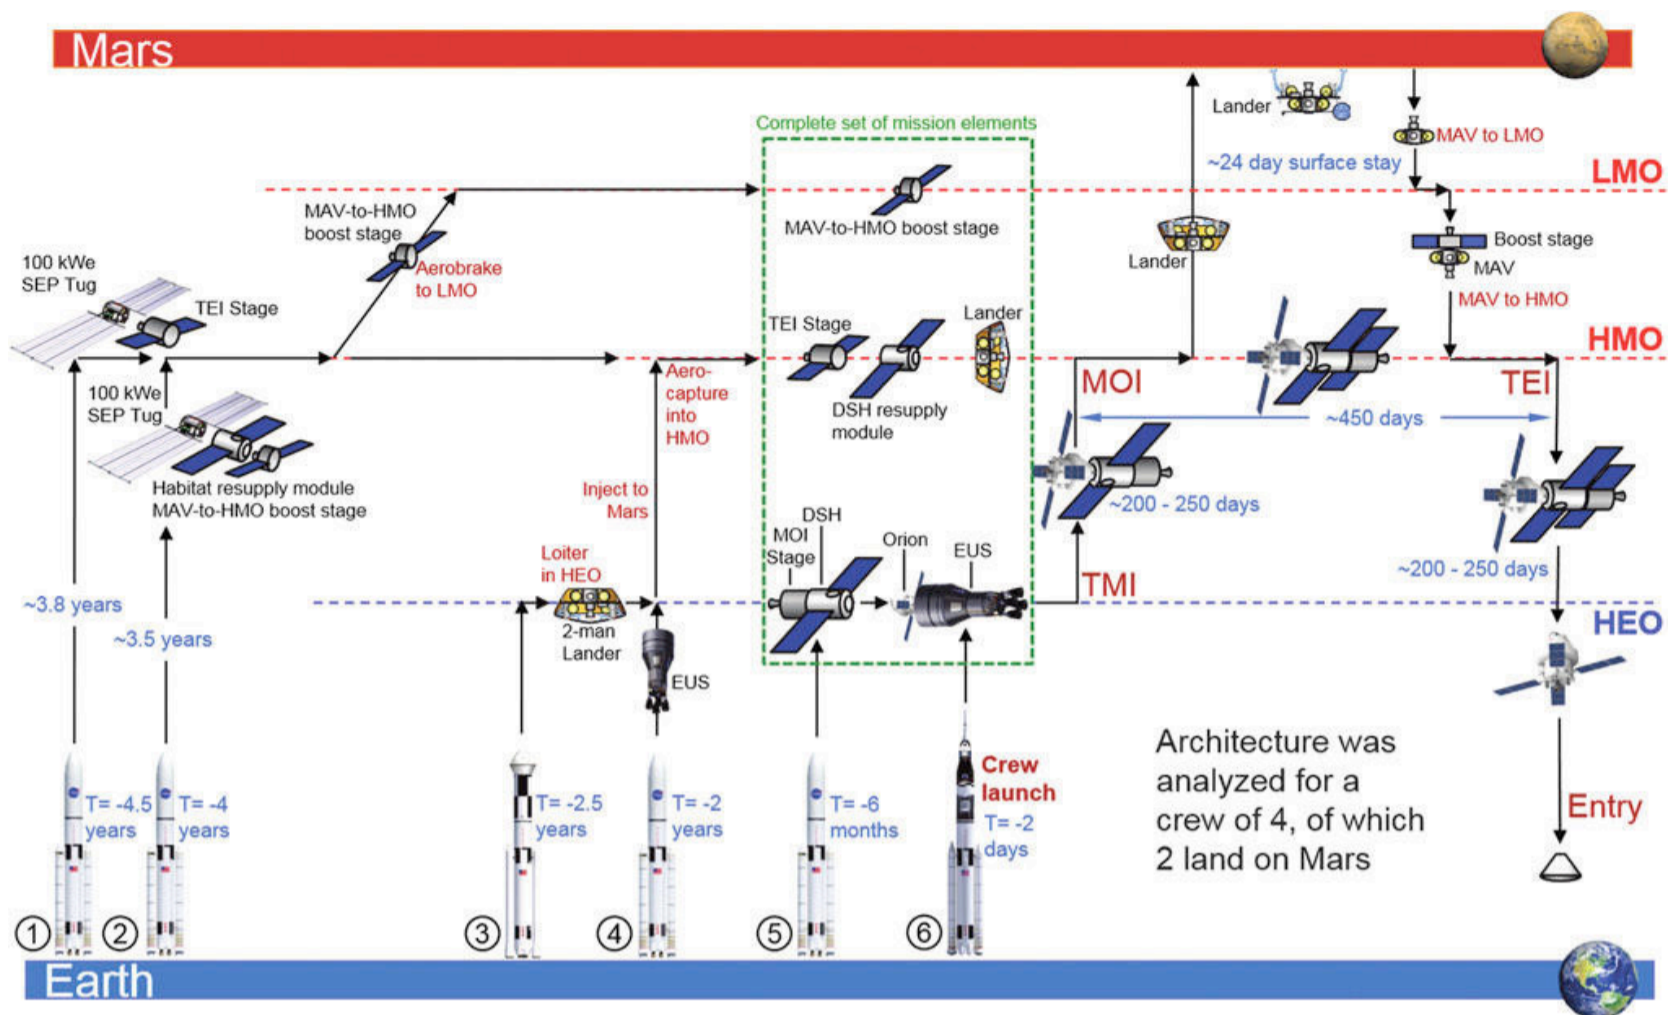 Mars
Complete set of mission elements
Lander
MAV to LMO
~24 day surface stay
LMO
MAV-to-HMO
boost stage
MAV-to-HMO boost stage
Aerobrake
to LMO
100 kWe
SEP Tug
TEI Stage
Lander
Boost stage
MAV
MAV to HMO
TEI Stage
Lander
HMO
Aero-
capture
into
HMO
DSH resupply
module
MOI
TEI
~450 days
100 kWe
SEP Tug
Habitat resupply module
MAV-to-HMO boost stage
Inject to
Mars
~200 - 250 days
DSH
MOI
Stage
Orion
EUS
Loiter
in HEO
~200 - 250 days
TMI
~3.8 years
~3.5 years
HEO
2-man
Lander
EUS
Architecture was
analyzed for a
crew of 4, of which
2 land on Mars
Crew
launch
T= -2
days
T= -4.5
years
T= -4
years
T= -2.5
years
T= -2
years
T= -6
months
Entry
1
2
3
4
5
6
Earth